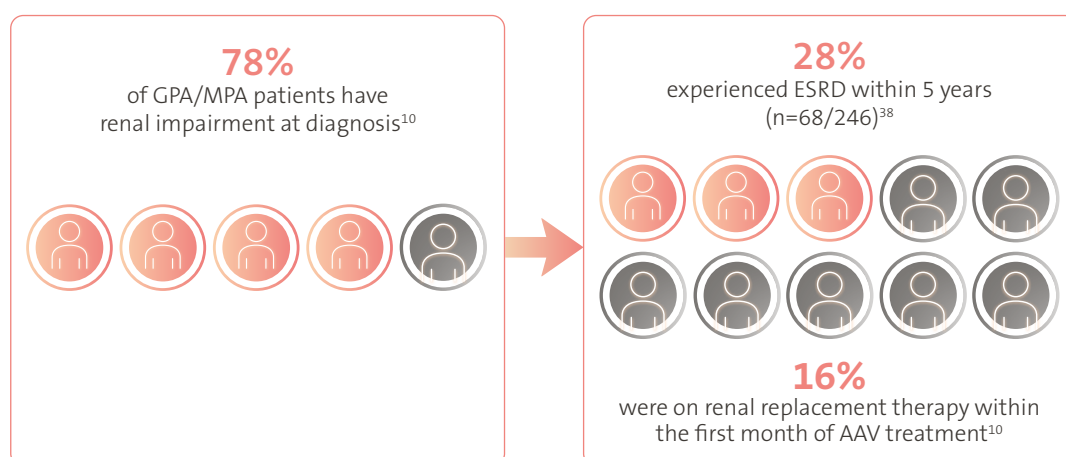 78%
of GPA/MPA patients have
renal impairment at diagnosis¹⁰
28%
experienced ESRD within 5 years
(n=68/246)³⁸
16%
were on renal replacement therapy within
the first month of AAV treatment¹⁰